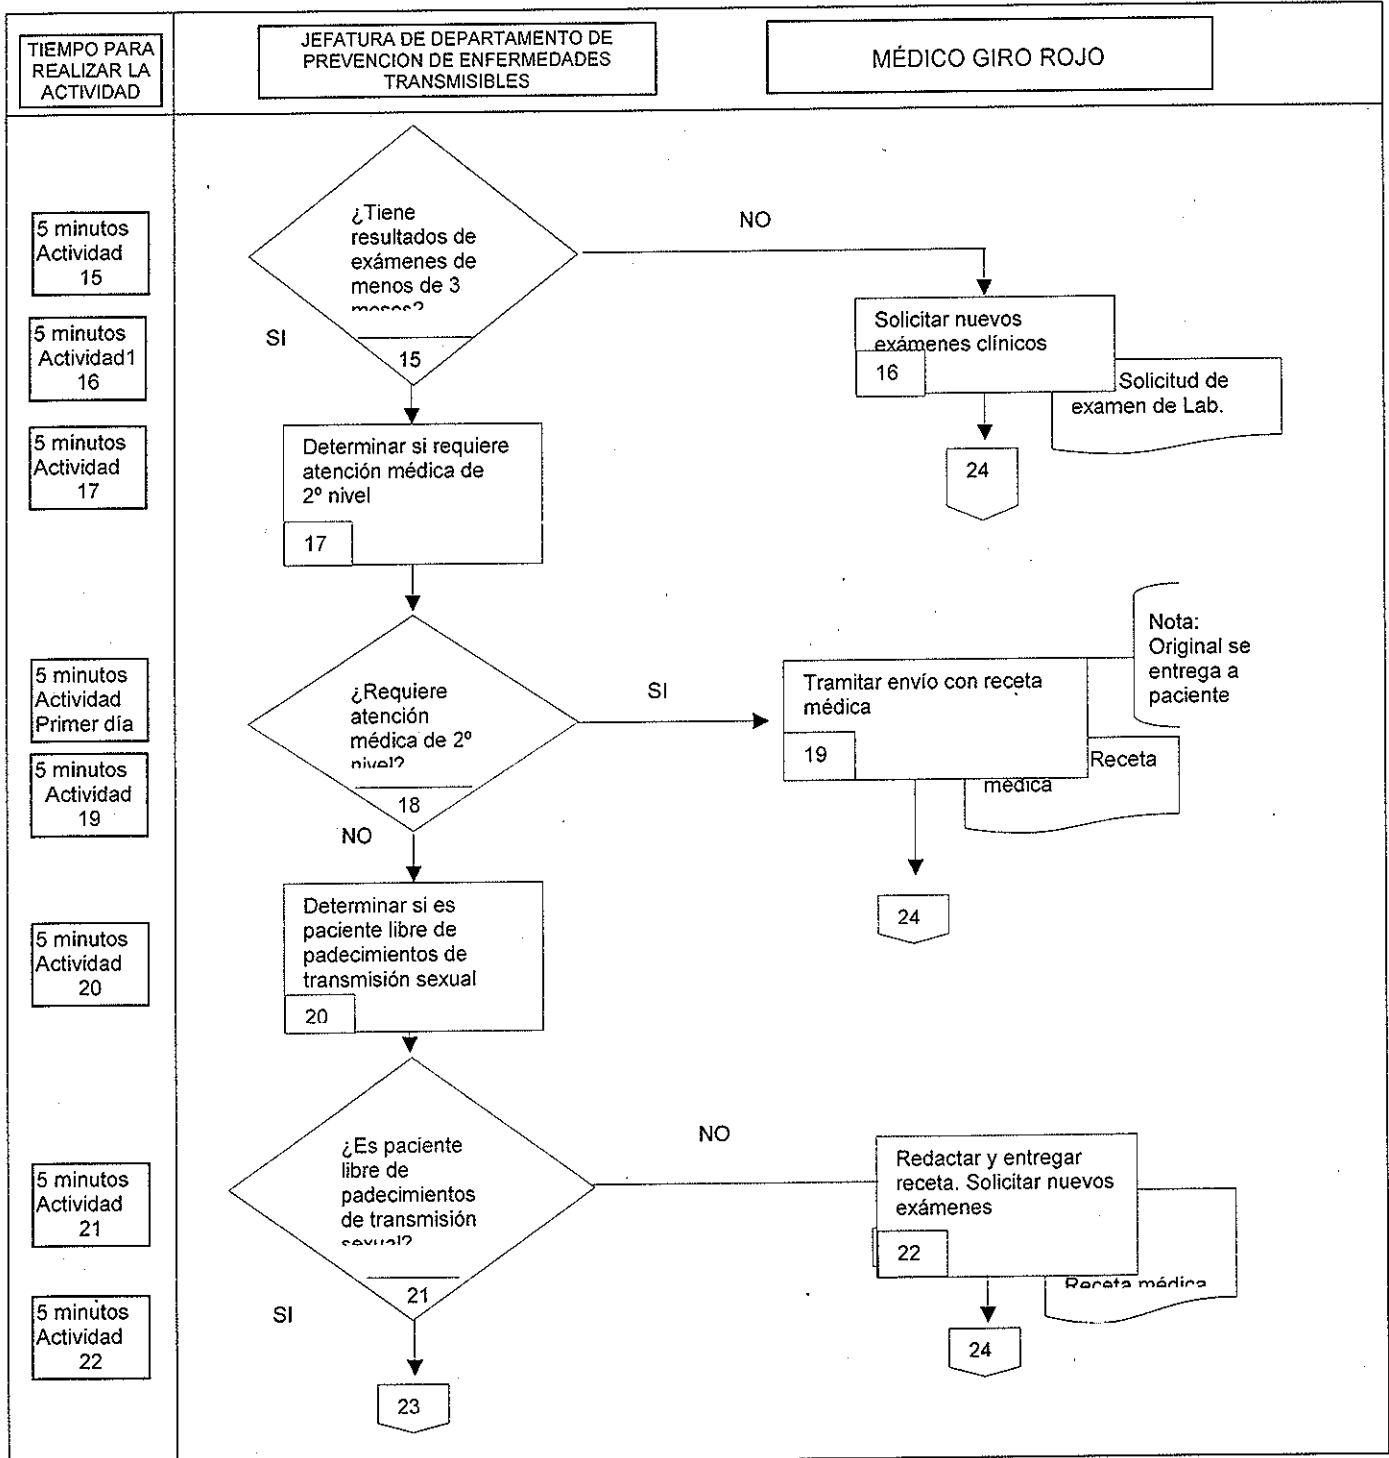 TIEMPO PARA
REALIZAR LA
ACTIVIDAD
JEFATURA DE DEPARTAMENTO DE
PREVENCION DE ENFERMEDADES
TRANSMISIBLES
MÉDICO GIRO ROJO
5 minutos
Actividad
15
¿Tiene
resultados de
exámenes de
menos de 3
meses?
15
SI
NO
5 minutos
Actividad1
16
Solicitar nuevos
exámenes clínicos
16
Solicitud de
examen de Lab.
24
5 minutos
Actividad
17
Determinar si requiere
atención médica de
2º nivel
17
5 minutos
Actividad
Primer día
¿Requiere
atención
médica de 2º
nivel?
18
SI
NO
Tramitar envío con receta
médica
19
Nota:
Original se
entrega a
paciente
Receta
médica
24
5 minutos
Actividad
19
5 minutos
Actividad
20
Determinar si es
paciente libre de
padecimientos de
transmisión sexual
20
5 minutos
Actividad
21
¿Es paciente
libre de
padecimientos
de transmisión
sexual?
21
NO
SI
Redactar y entregar
receta. Solicitar nuevos
exámenes
22
Receta médica
24
5 minutos
Actividad
22
23